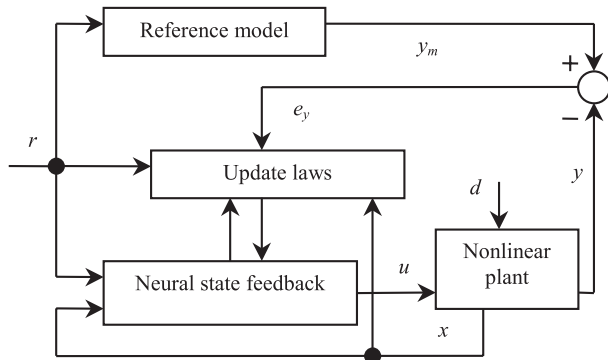 Reference model
y_m
+
e_y
−
r
Update laws
d
y
Nonlinear
plant
Neural state feedback
u
x